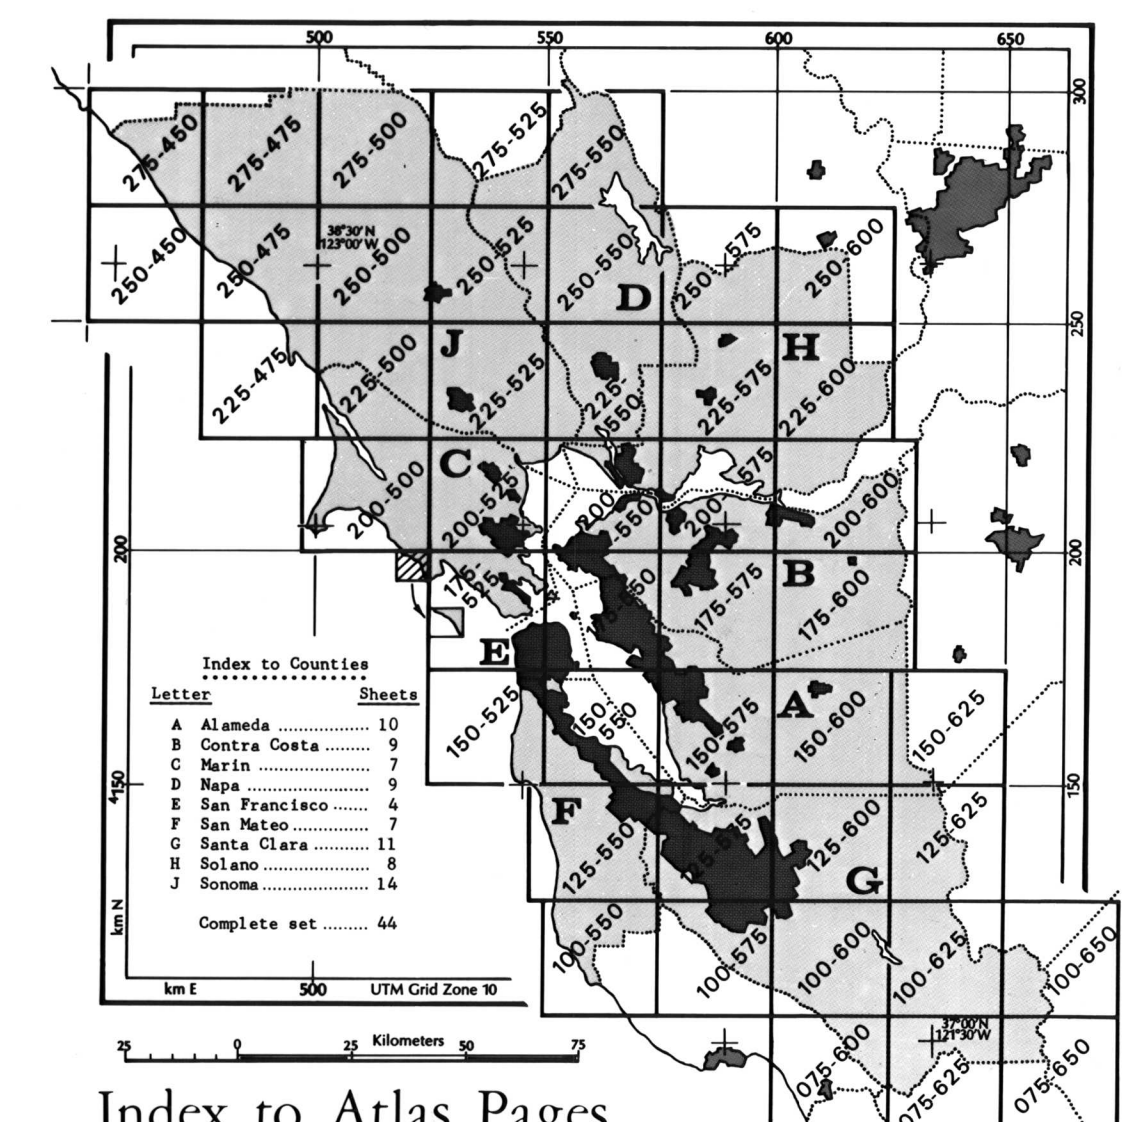 500 550 600 650
300
275-450 275-475 275-500 275-525 275-550
38°30'N
123°00'W
250-450 250-475 250-500 250-525 250-550 250-575 250-600
D
250
J H
225-475 225-500 225-525 225-550 225-575 225-600
C
200-500 200-525 200-550 200-575 200-600
200 200
B
175-525 175-550 175-575 175-600
E
Index to Counties
Letter Sheets
A Alameda .............. 10
B Contra Costa ........ 9
C Marin ................ 7
D Napa ................. 9
E San Francisco ...... 4
F San Mateo ............ 7
G Santa Clara .......... 11
H Solano ............... 8
J Sonoma ............... 14
Complete set ........ 44
A
150-525 150-550 150-575 150-600 150-625
4150 150
F
125-550 125-575 125-600 125-625
G
km N
100-550 100-575 100-600 100-625 100-650
km E 500 UTM Grid Zone 10
37°00'N
121°30'W
075-600 075-625 075-650
Kilometers
25 0 25 50 75
Index to Atlas Pages